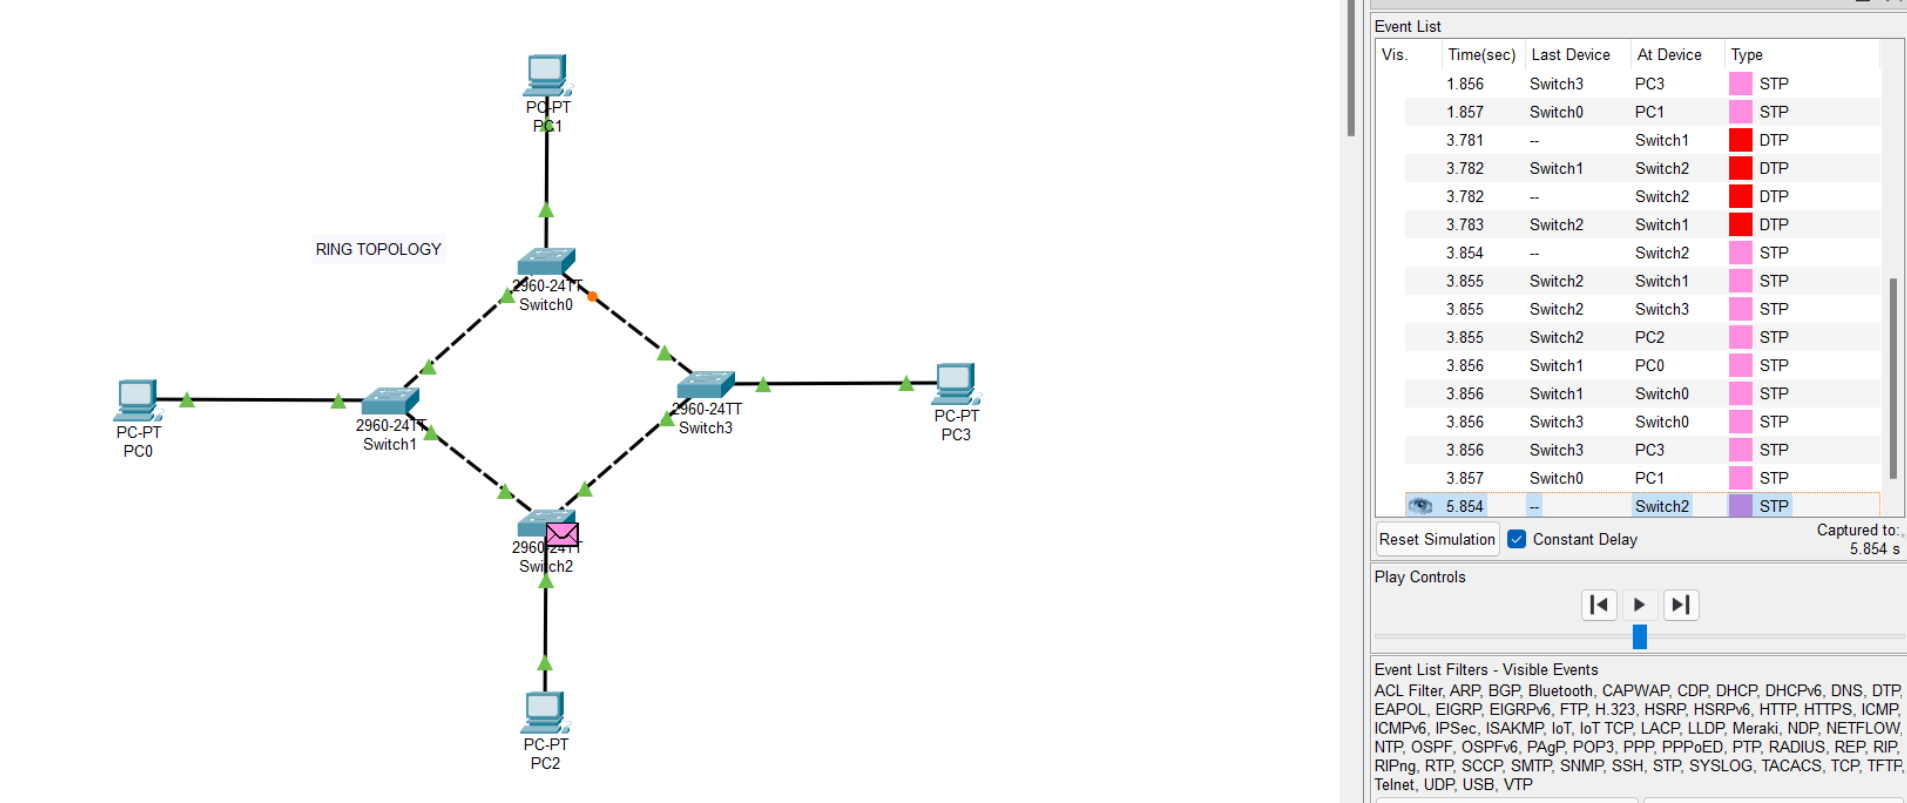 PC-PT
PC1
RING TOPOLOGY
2960-24TT
Switch0
PC-PT
PC0
2960-24TT
Switch1
2960-24TT
Switch3
PC-PT
PC3
2960-24TT
Switch2
PC-PT
PC2
Event List
Vis. Time(sec) Last Device At Device Type
1.856 Switch3 PC3 STP
1.857 Switch0 PC1 STP
3.781 -- Switch1 DTP
3.782 Switch1 Switch2 DTP
3.782 -- Switch2 DTP
3.783 Switch2 Switch1 DTP
3.854 -- Switch2 STP
3.855 Switch2 Switch1 STP
3.855 Switch2 Switch3 STP
3.855 Switch2 PC2 STP
3.856 Switch1 PC0 STP
3.856 Switch1 Switch0 STP
3.856 Switch3 Switch0 STP
3.856 Switch3 PC3 STP
3.857 Switch0 PC1 STP
5.854 -- Switch2 STP
Reset Simulation Constant Delay Captured to:
5.854 s
Play Controls
Event List Filters - Visible Events
ACL Filter, ARP, BGP, Bluetooth, CAPWAP, CDP, DHCP, DHCPv6, DNS, DTP,
EAPOL, EIGRP, EIGRPv6, FTP, H.323, HSRP, HSRPv6, HTTP, HTTPS, ICMP,
ICMPv6, IPSec, ISAKMP, IoT, IoT TCP, LACP, LLDP, Meraki, NDP, NETFLOW,
NTP, OSPF, OSPFv6, PAgP, POP3, PPP, PPPoED, PTP, RADIUS, REP, RIP,
RIPng, RTP, SCCP, SMTP, SNMP, SSH, STP, SYSLOG, TACACS, TCP, TFTP,
Telnet, UDP, USB, VTP